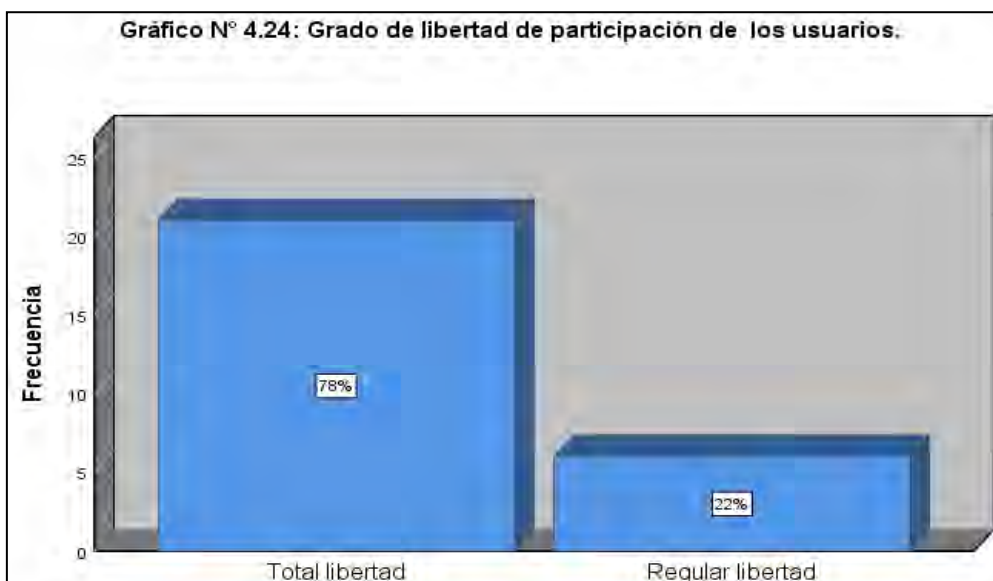 Gráfico N° 4.24: Grado de libertad de participación de los usuarios.
25
20
15
10
5
0
Frecuencia
78%
22%
Total libertad
Regular libertad